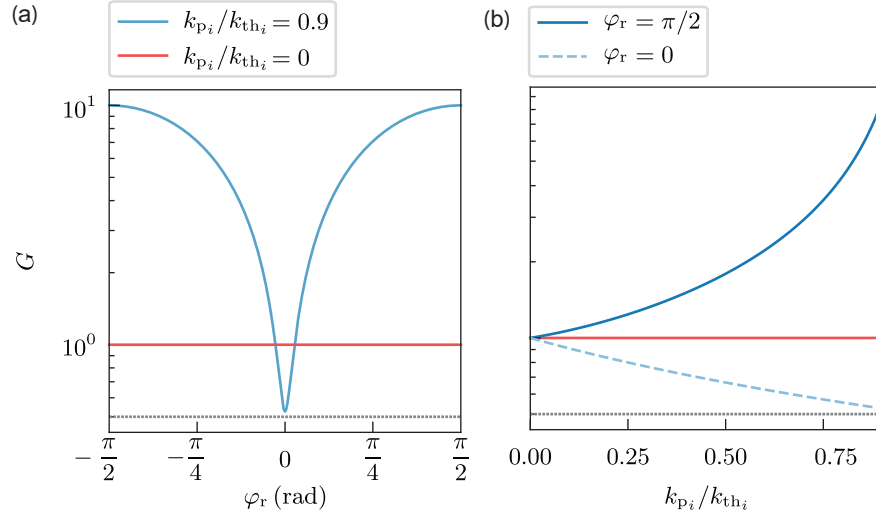 (a)
k_{p_i}/k_{th_i} = 0.9
k_{p_i}/k_{th_i} = 0
10^1
10^0
G
-π/2
-π/4
0
π/4
π/2
φ_r (rad)
(b)
φ_r = π/2
φ_r = 0
0.00
0.25
0.50
0.75
k_{p_i}/k_{th_i}